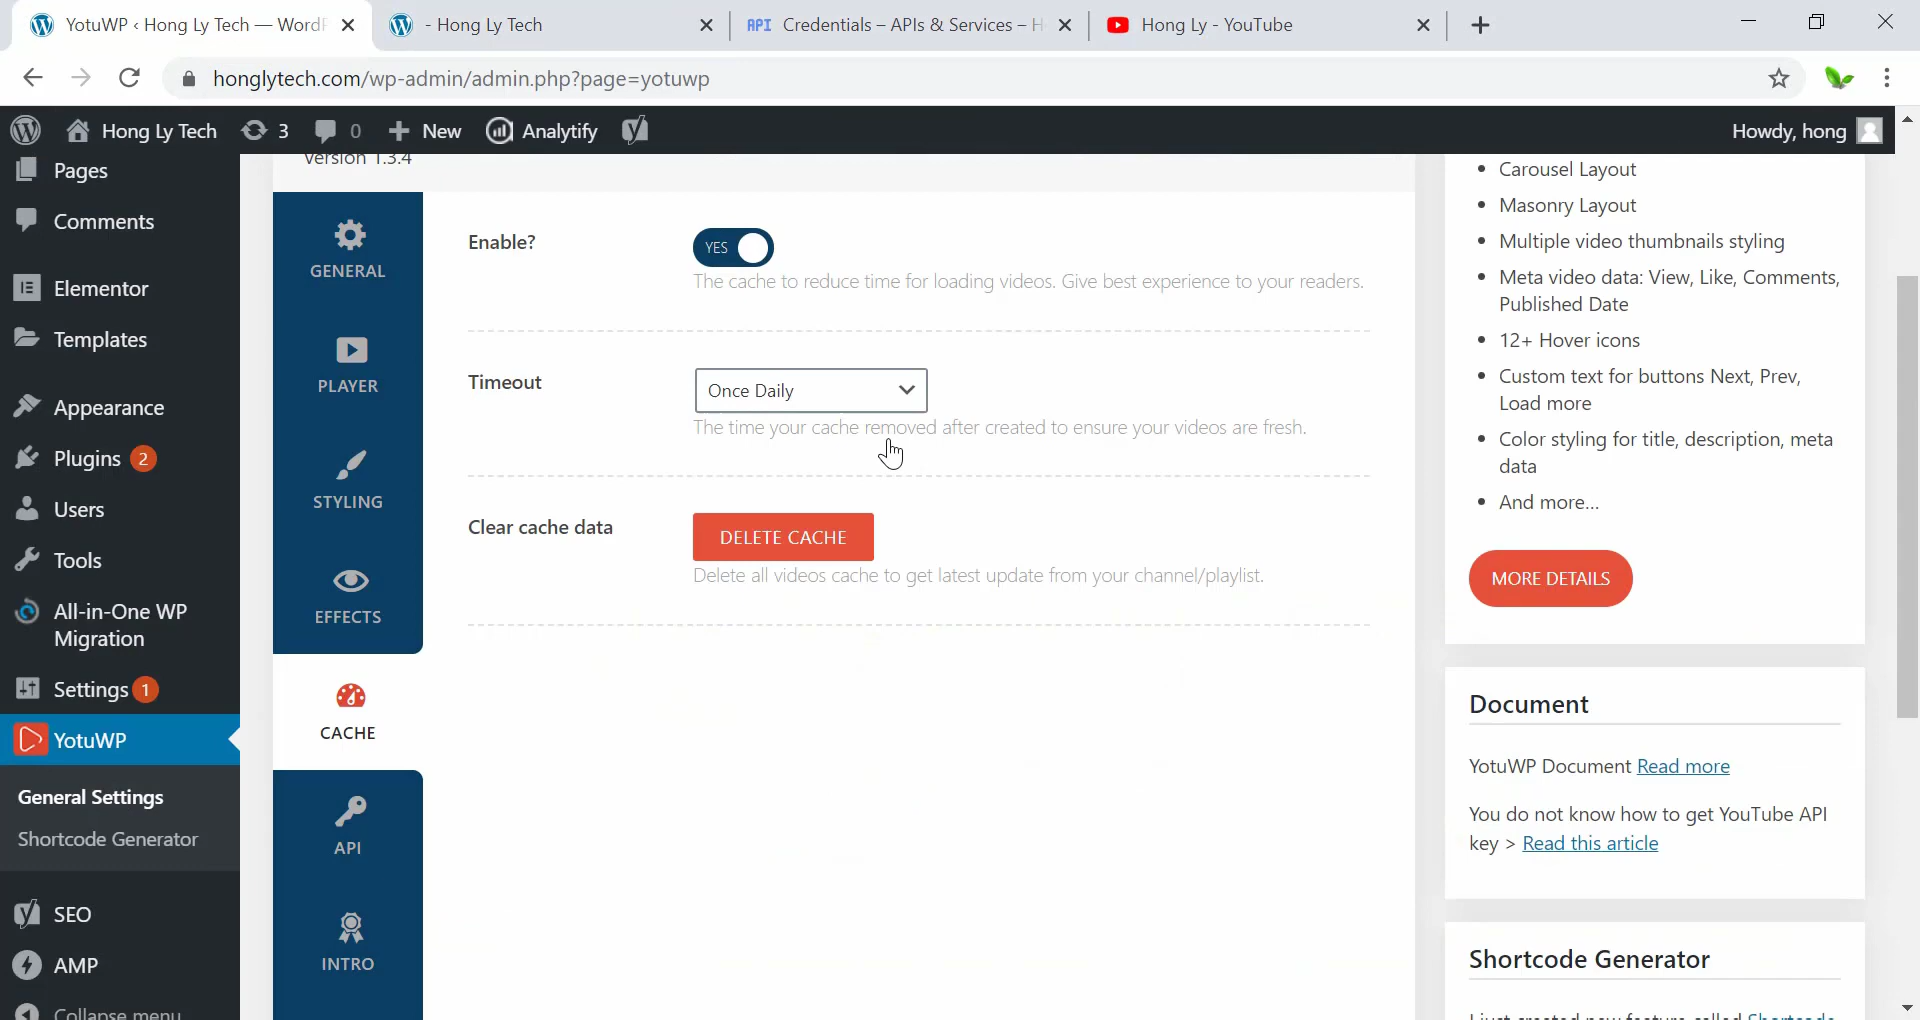 YotuWP ‹ Hong Ly Tech — WordP
- Hong Ly Tech
API Credentials – APIs & Services – H
Hong Ly - YouTube
honglytech.com/wp-admin/admin.php?page=yotuwp
Hong Ly Tech 3 0 New Analytify Howdy, hong
Pages
Comments
Elementor
Templates
Appearance
Plugins 2
Users
Tools
All-in-One WP
Migration
Settings 1
YotuWP
General Settings
Shortcode Generator
SEO
AMP
Collapse menu
Version 1.3.4
GENERAL
PLAYER
STYLING
EFFECTS
CACHE
API
INTRO
Enable? YES
The cache to reduce time for loading videos. Give best experience to your readers.
Timeout Once Daily
The time your cache removed after created to ensure your videos are fresh.
Clear cache data DELETE CACHE
Delete all videos cache to get latest update from your channel/playlist.
• Carousel Layout
• Masonry Layout
• Multiple video thumbnails styling
• Meta video data: View, Like, Comments,
Published Date
• 12+ Hover icons
• Custom text for buttons Next, Prev,
Load more
• Color styling for title, description, meta
data
• And more...
MORE DETAILS
Document
YotuWP Document Read more
You do not know how to get YouTube API
key > Read this article
Shortcode Generator